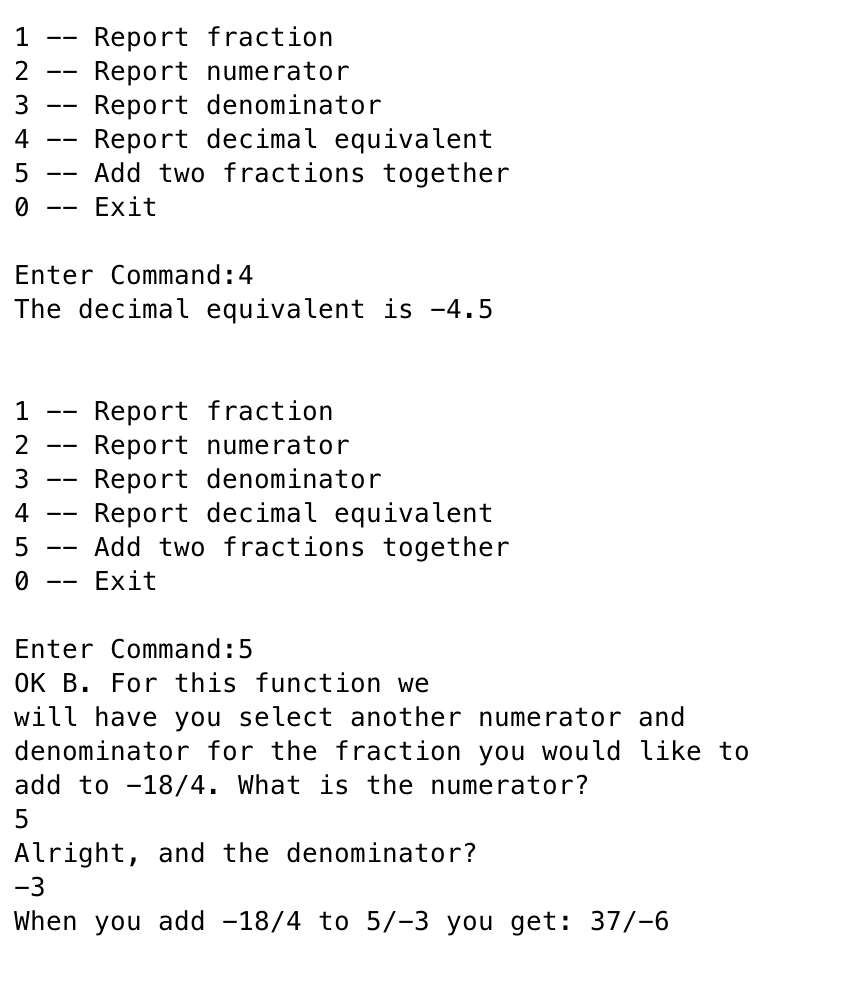 1 -- Report fraction
2 -- Report numerator
3 -- Report denominator
4 -- Report decimal equivalent
5 -- Add two fractions together
0 -- Exit
Enter Command:4
The decimal equivalent is -4.5
1 -- Report fraction
2 -- Report numerator
3 -- Report denominator
4 -- Report decimal equivalent
5 -- Add two fractions together
0 -- Exit
Enter Command:5
OK B. For this function we
will have you select another numerator and
denominator for the fraction you would like to
add to -18/4. What is the numerator?
5
Alright, and the denominator?
-3
When you add -18/4 to 5/-3 you get: 37/-6